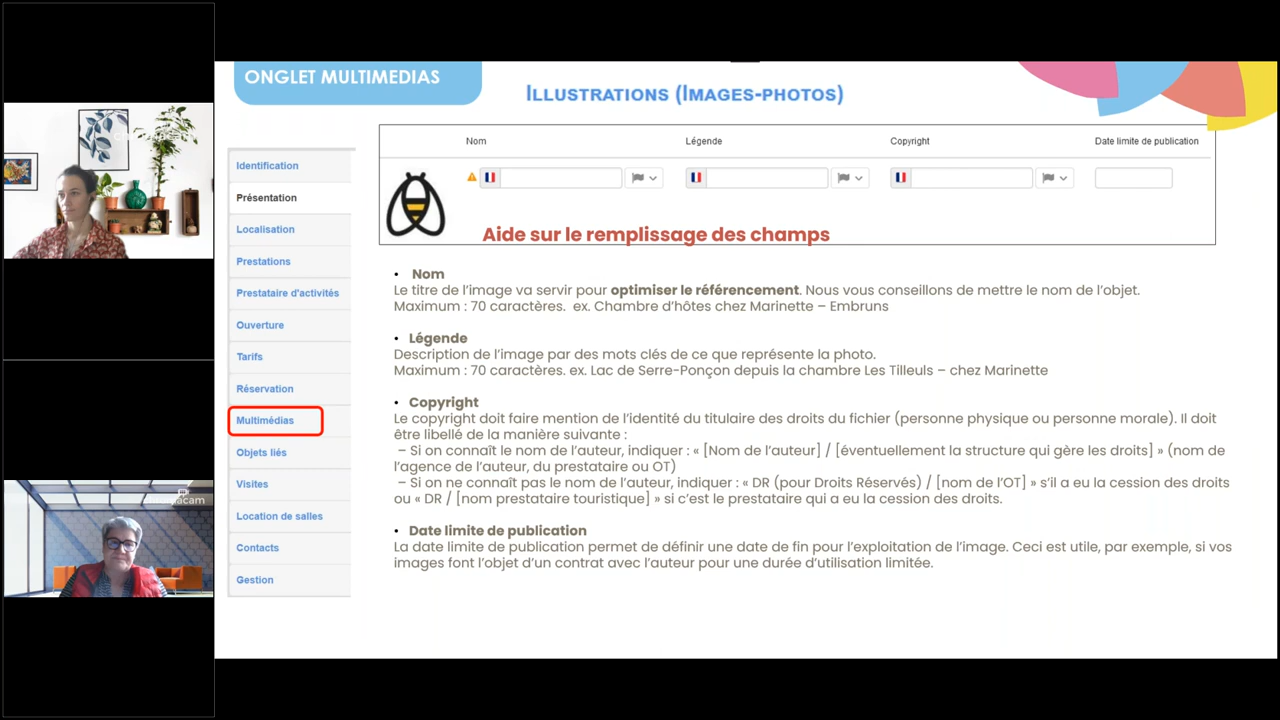 ONGLET MULTIMEDIAS
ILLUSTRATIONS (IMAGES-PHOTOS)
Nom
Légende
Copyright
Date limite de publication
Aide sur le remplissage des champs
Identification
Présentation
Localisation
Prestations
Prestataire d'activités
Ouverture
Tarifs
Réservation
Multimédias
Objets liés
Visites
Location de salles
Contacts
Gestion
• Nom
Le titre de l'image va servir pour optimiser le référencement. Nous vous conseillons de mettre le nom de l'objet.
Maximum : 70 caractères. ex. Chambre d'hôtes chez Marinette – Embruns
• Légende
Description de l'image par des mots clés de ce que représente la photo.
Maximum : 70 caractères. ex. Lac de Serre-Ponçon depuis la chambre Les Tilleuls – chez Marinette
• Copyright
Le copyright doit faire mention de l'identité du titulaire des droits du fichier (personne physique ou personne morale). Il doit
être libellé de la manière suivante :
– Si on connaît le nom de l'auteur, indiquer : « [Nom de l'auteur] / [éventuellement la structure qui gère les droits] » (nom de
l'agence de l'auteur, du prestataire ou OT)
– Si on ne connaît pas le nom de l'auteur, indiquer : « DR (pour Droits Réservés) / [nom de l'OT] » s'il a eu la cession des droits
ou « DR / [nom prestataire touristique] » si c'est le prestataire qui a eu la cession des droits.
• Date limite de publication
La date limite de publication permet de définir une date de fin pour l'exploitation de l'image. Ceci est utile, par exemple, si vos
images font l'objet d'un contrat avec l'auteur pour une durée d'utilisation limitée.